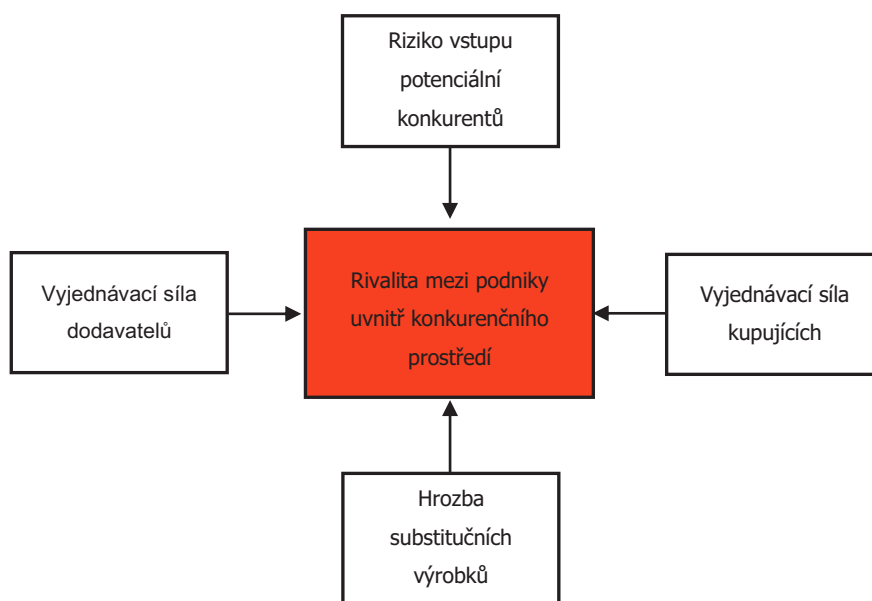 Riziko vstupu
potenciální
konkurentů
Vyjednávací síla
dodavatelů
Rivalita mezi podniky
uvnitř konkurenčního
prostředí
Vyjednávací síla
kupujících
Hrozba
substitučních
výrobků